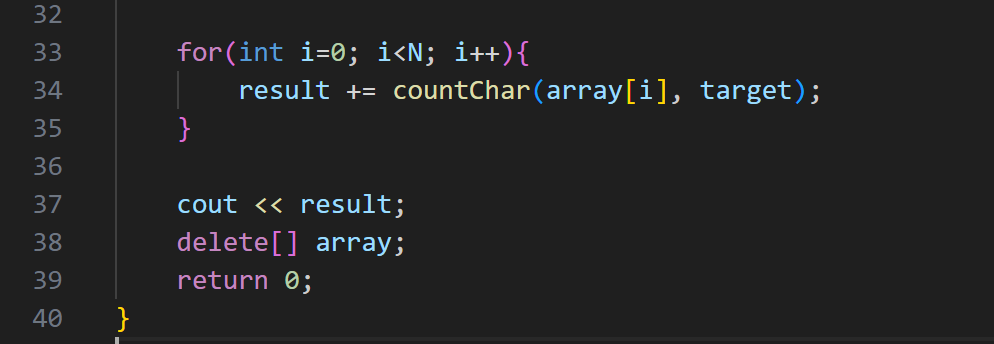 32
33 for(int i=0; i<N; i++){
34 result += countChar(array[i], target);
35 }
36
37 cout << result;
38 delete[] array;
39 return 0;
40 }